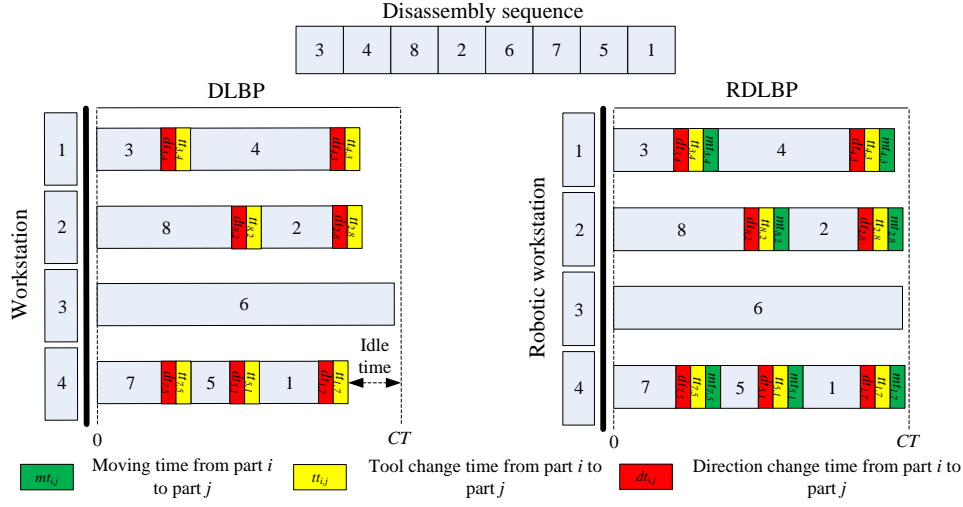 Disassembly sequence
3 4 8 2 6 7 5 1
DLBP
Workstation
1
3 dt3,4 tt3,4 4 dt4,3 tt4,3
2
8 dt8,2 tt8,2 2 dt2,8 tt2,8
3
6
4
7 dt7,5 tt7,5 5 dt5,1 tt5,1 1 dt1,7 tt1,7
Idle
time
0 CT
RDLBP
Robotic workstation
1
3 dt3,4 tt3,4 mt3,4 4 dt4,3 tt4,3 mt4,3
2
8 dt8,2 tt8,2 mt8,2 2 dt2,8 tt2,8 mt2,8
3
6
4
7 dt7,5 tt7,5 mt7,5 5 dt5,1 tt5,1 mt5,1 1 dt1,7 tt1,7 mt1,7
0 CT
mti,j
Moving time from part i
to part j
tti,j
Tool change time from part i to
part j
dti,j
Direction change time from part i to
part j